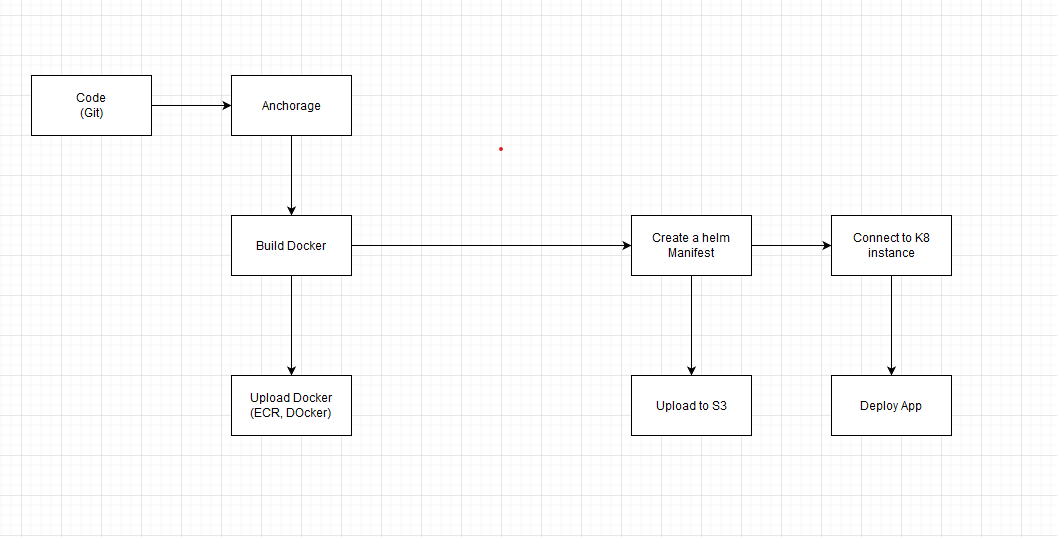 Code
(Git)
Anchorage
Build Docker
Create a helm
Manifest
Connect to K8
instance
Upload Docker
(ECR, DOcker)
Upload to S3
Deploy App